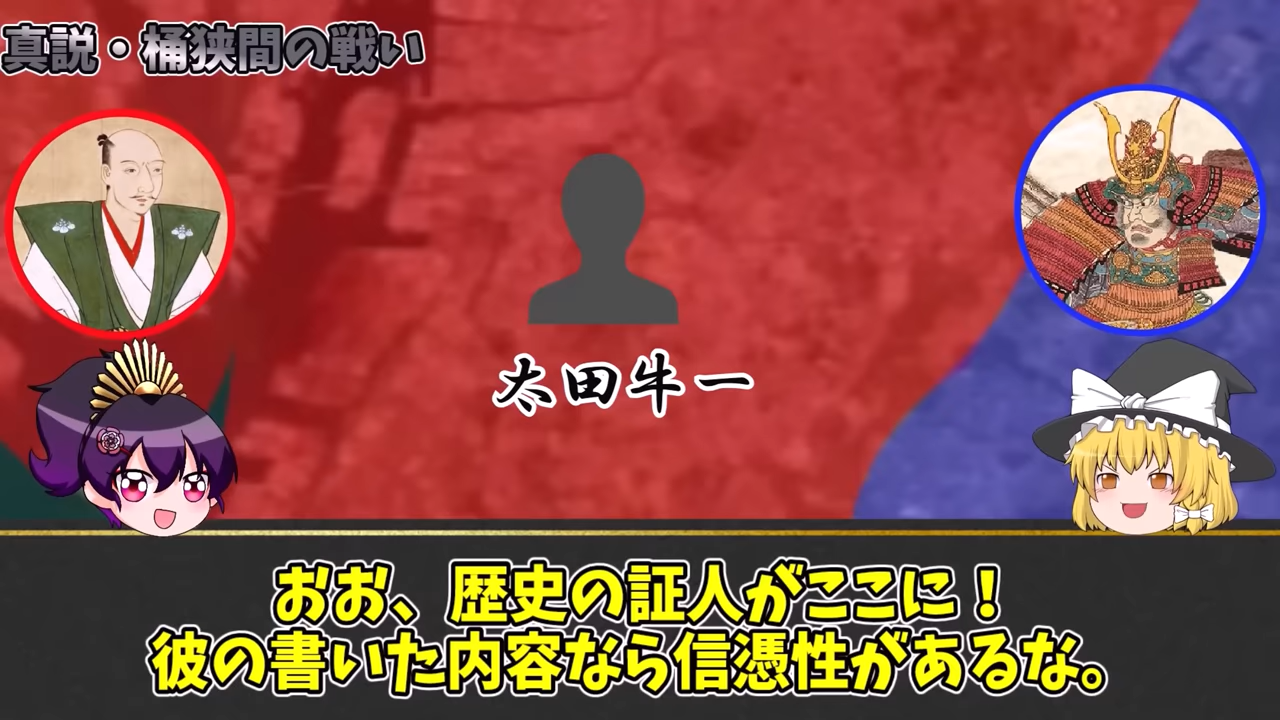 真説・桶狭間の戦い
太田牛一
おお、歴史の証人がここに！
彼の書いた内容なら信憑性があるな。